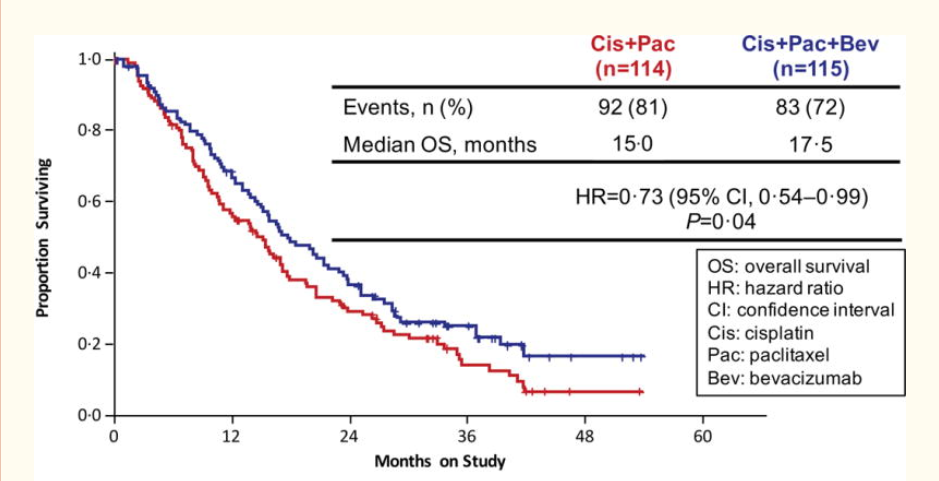 Cis+Pac Cis+Pac+Bev
(n=114) (n=115)
Events, n (%) 92 (81) 83 (72)
Median OS, months 15·0 17·5
HR=0·73 (95% CI, 0·54–0·99)
P=0·04
OS: overall survival
HR: hazard ratio
CI: confidence interval
Cis: cisplatin
Pac: paclitaxel
Bev: bevacizumab
Proportion Surviving
1·0
0·8
0·6
0·4
0·2
0·0
0 12 24 36 48 60
Months on Study